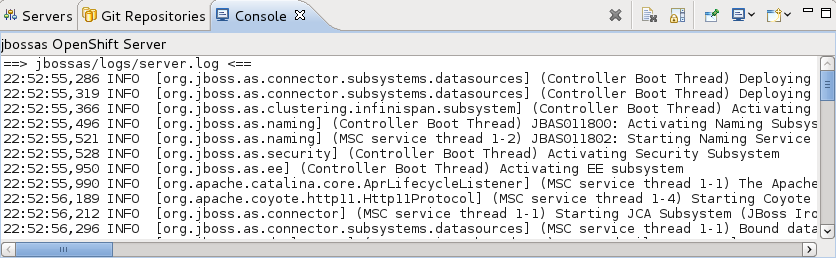 Servers Git Repositories Console
jbossas OpenShift Server
==> jbossas/logs/server.log <==
22:52:55,286 INFO [org.jboss.as.connector.subsystems.datasources] (Controller Boot Thread) Deploying
22:52:55,319 INFO [org.jboss.as.connector.subsystems.datasources] (Controller Boot Thread) Deploying
22:52:55,366 INFO [org.jboss.as.clustering.infinispan.subsystem] (Controller Boot Thread) Activating
22:52:55,496 INFO [org.jboss.as.naming] (Controller Boot Thread) JBAS011800: Activating Naming Subsys
22:52:55,521 INFO [org.jboss.as.naming] (MSC service thread 1-2) JBAS011802: Starting Naming Service
22:52:55,528 INFO [org.jboss.as.security] (Controller Boot Thread) Activating Security Subsystem
22:52:55,950 INFO [org.jboss.as.ee] (Controller Boot Thread) Activating EE subsystem
22:52:55,990 INFO [org.apache.catalina.core.AprLifecycleListener] (MSC service thread 1-1) The Apache
22:52:56,189 INFO [org.apache.coyote.http11.Http11Protocol] (MSC service thread 1-4) Starting Coyote
22:52:56,212 INFO [org.jboss.as.connector] (MSC service thread 1-1) Starting JCA Subsystem (JBoss Iro
22:52:56,296 INFO [org.jboss.as.connector.subsystems.datasources] (MSC service thread 1-1) Bound data